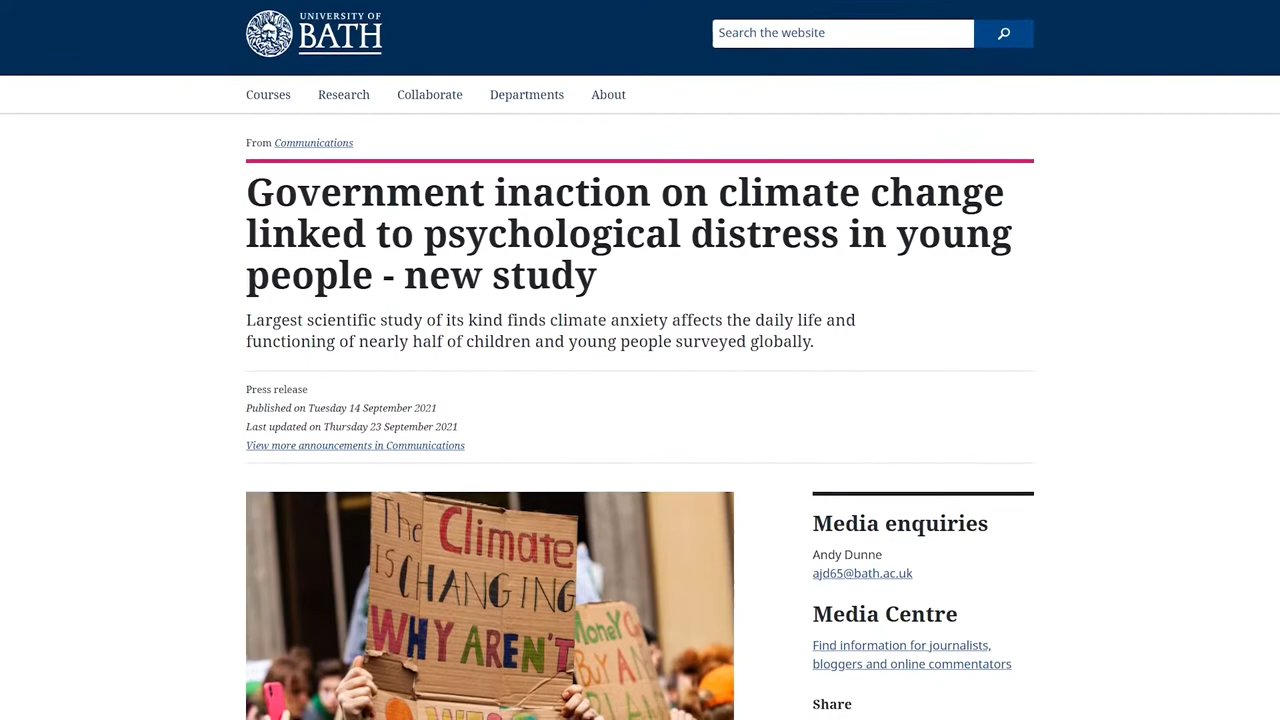 UNIVERSITY OF
BATH
Search the website
Courses Research Collaborate Departments About
From Communications
Government inaction on climate change
linked to psychological distress in young
people - new study
Largest scientific study of its kind finds climate anxiety affects the daily life and
functioning of nearly half of children and young people surveyed globally.
Press release
Published on Tuesday 14 September 2021
Last updated on Thursday 23 September 2021
View more announcements in Communications
The Climate
IS CHANGING
WHY AREN'T
MoneY
BUY A
PLAN
Media enquiries
Andy Dunne
ajd65@bath.ac.uk
Media Centre
Find information for journalists,
bloggers and online commentators
Share